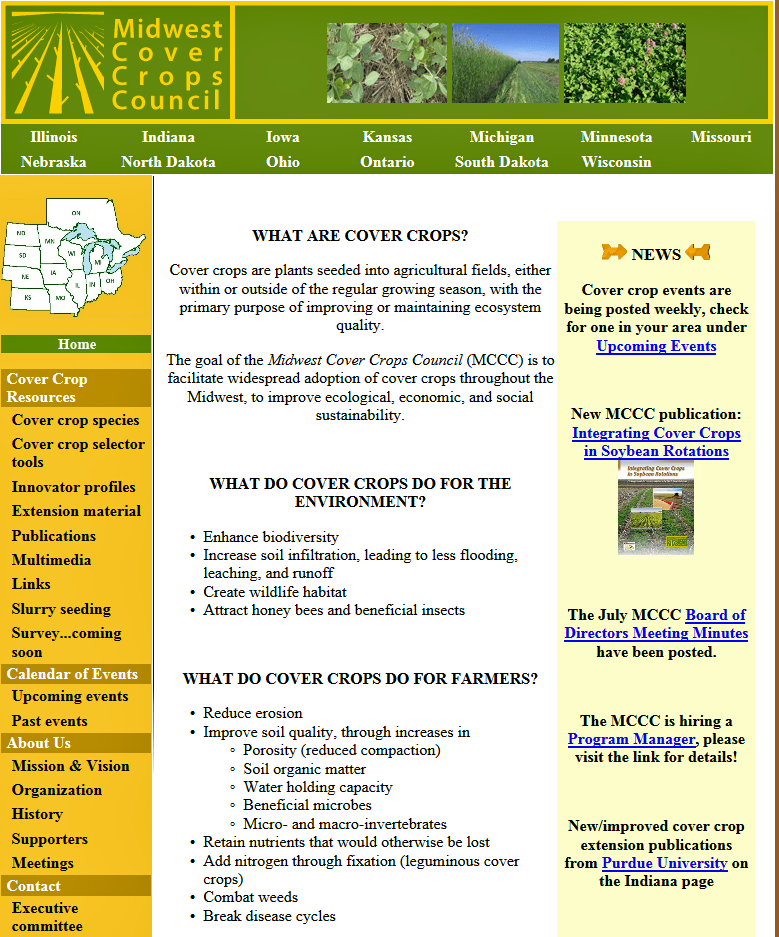 Midwest
Cover
Crops
Council
Illinois Indiana Iowa Kansas Michigan Minnesota Missouri
Nebraska North Dakota Ohio Ontario South Dakota Wisconsin
ON
ND
MN
SD
WI
MI
IA
NE
IL
IN
OH
KS
MO
Home
Cover Crop
Resources
Cover crop species
Cover crop selector
tools
Innovator profiles
Extension material
Publications
Multimedia
Links
Slurry seeding
Survey...coming
soon
Calendar of Events
Upcoming events
Past events
About Us
Mission & Vision
Organization
History
Supporters
Meetings
Contact
Executive
committee
WHAT ARE COVER CROPS?
Cover crops are plants seeded into agricultural fields, either
within or outside of the regular growing season, with the
primary purpose of improving or maintaining ecosystem
quality.
The goal of the Midwest Cover Crops Council (MCCC) is to
facilitate widespread adoption of cover crops throughout the
Midwest, to improve ecological, economic, and social
sustainability.
WHAT DO COVER CROPS DO FOR THE
ENVIRONMENT?
• Enhance biodiversity
• Increase soil infiltration, leading to less flooding,
leaching, and runoff
• Create wildlife habitat
• Attract honey bees and beneficial insects
WHAT DO COVER CROPS DO FOR FARMERS?
• Reduce erosion
• Improve soil quality, through increases in
◦ Porosity (reduced compaction)
◦ Soil organic matter
◦ Water holding capacity
◦ Beneficial microbes
◦ Micro- and macro-invertebrates
• Retain nutrients that would otherwise be lost
• Add nitrogen through fixation (leguminous cover
crops)
• Combat weeds
• Break disease cycles
NEWS
Cover crop events are
being posted weekly, check
for one in your area under
Upcoming Events
New MCCC publication:
Integrating Cover Crops
in Soybean Rotations
Integrating Cover Crops
in Soybean Rotations
The July MCCC Board of
Directors Meeting Minutes
have been posted.
The MCCC is hiring a
Program Manager, please
visit the link for details!
New/improved cover crop
extension publications
from Purdue University on
the Indiana page